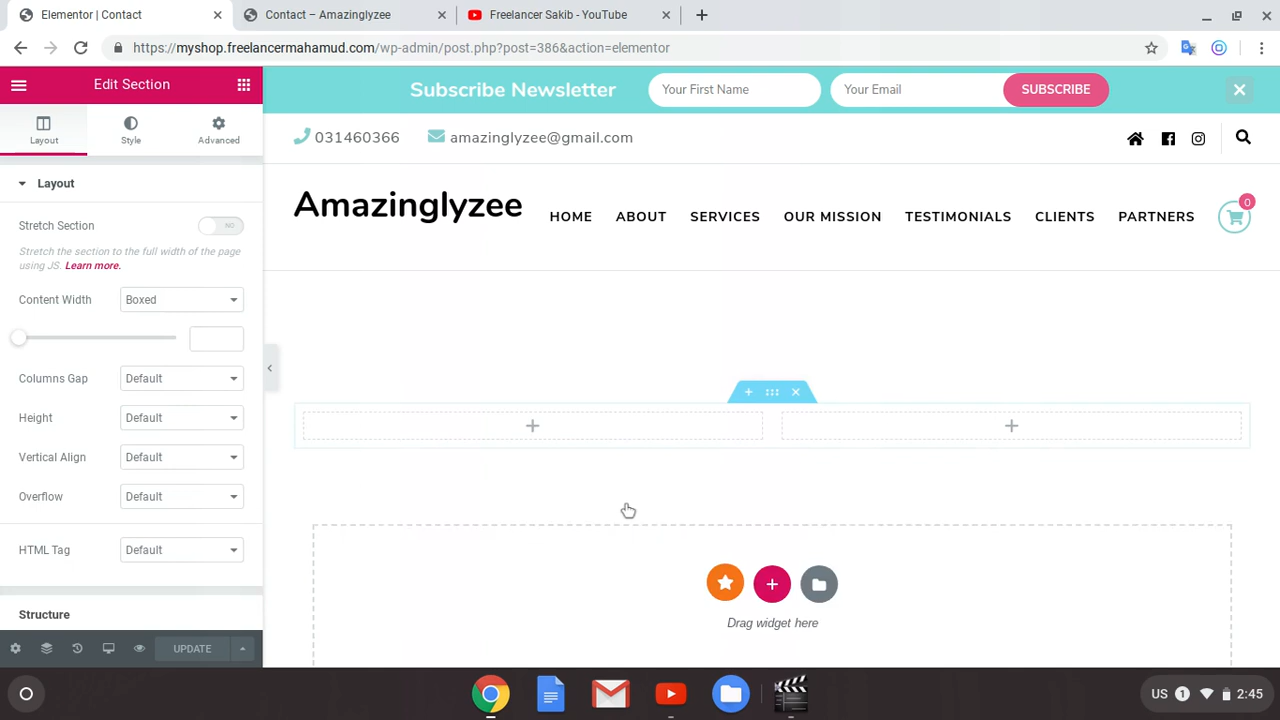 Elementor | Contact
Contact – Amazinglyzee
Freelancer Sakib - YouTube
https://myshop.freelancermahamud.com/wp-admin/post.php?post=386&action=elementor
Edit Section
Layout
Style
Advanced
Layout
Stretch Section
NO
Stretch the section to the full width of the page
using JS. Learn more.
Content Width
Boxed
Columns Gap
Default
Height
Default
Vertical Align
Default
Overflow
Default
HTML Tag
Default
Structure
UPDATE
Subscribe Newsletter
Your First Name
Your Email
SUBSCRIBE
031460366
amazinglyzee@gmail.com
Amazinglyzee
HOME
ABOUT
SERVICES
OUR MISSION
TESTIMONIALS
CLIENTS
PARTNERS
0
Drag widget here
US
1
2:45